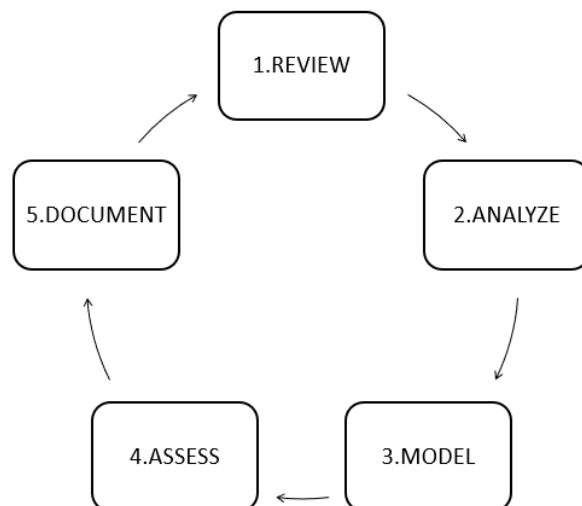 1.REVIEW
2.ANALYZE
3.MODEL
4.ASSESS
5.DOCUMENT